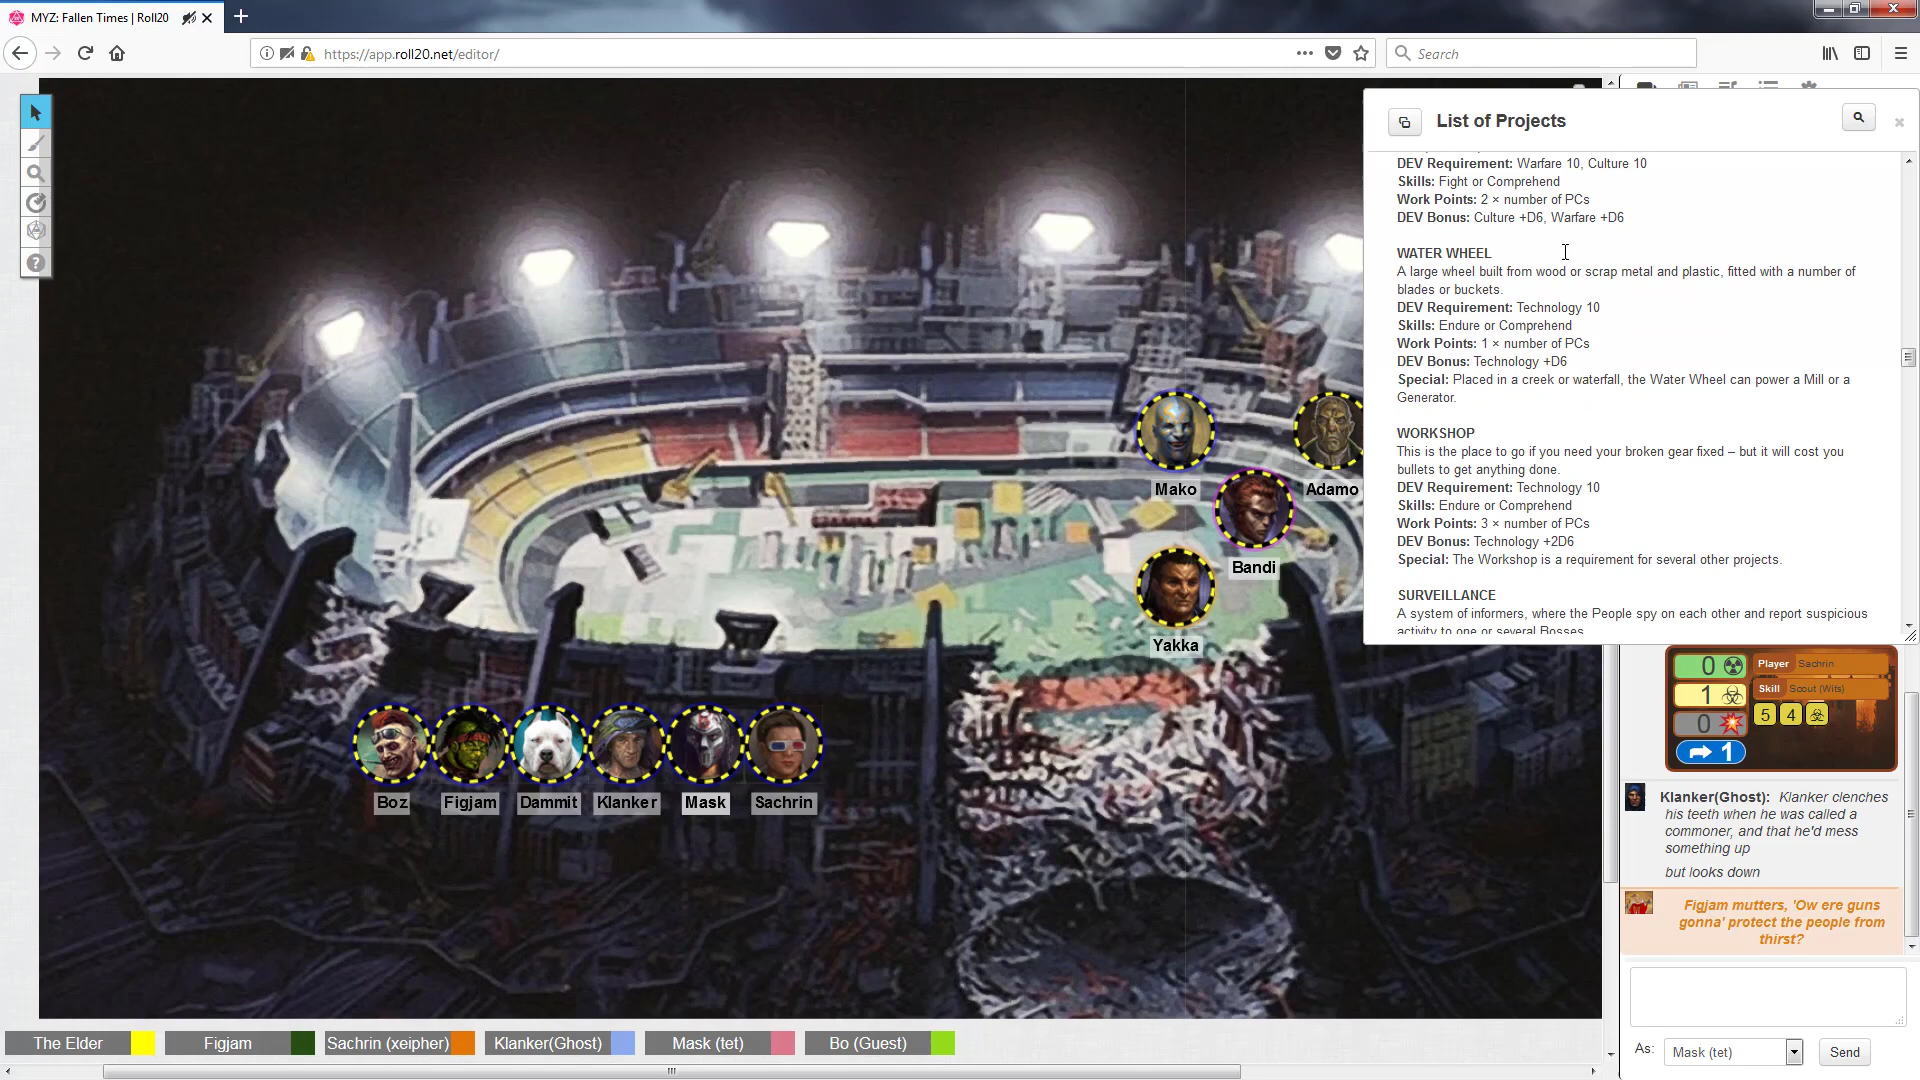 MYZ: Fallen Times | Roll20
https://app.roll20.net/editor/
Search
List of Projects
DEV Requirement: Warfare 10, Culture 10
Skills: Fight or Comprehend
Work Points: 2 × number of PCs
DEV Bonus: Culture +D6, Warfare +D6
WATER WHEEL
A large wheel built from wood or scrap metal and plastic, fitted with a number of
blades or buckets.
DEV Requirement: Technology 10
Skills: Endure or Comprehend
Work Points: 1 × number of PCs
DEV Bonus: Technology +D6
Special: Placed in a creek or waterfall, the Water Wheel can power a Mill or a
Generator.
WORKSHOP
This is the place to go if you need your broken gear fixed – but it will cost you
bullets to get anything done.
DEV Requirement: Technology 10
Skills: Endure or Comprehend
Work Points: 3 × number of PCs
DEV Bonus: Technology +2D6
Special: The Workshop is a requirement for several other projects.
SURVEILLANCE
A system of informers, where the People spy on each other and report suspicious
activity to one or several Bosses
Mako
Adamo
Bandi
Yakka
Boz
Figjam
Dammit
Klanker
Mask
Sachrin
0
Player Sachrin
1
Skill Scout (Wits)
0
5 4
1
Klanker(Ghost): Klanker clenches
his teeth when he was called a
commoner, and that he'd mess
something up
but looks down
Figjam mutters, 'Ow ere guns
gonna' protect the people from
thirst?
The Elder
Figjam
Sachrin (xeipher)
Klanker(Ghost)
Mask (tet)
Bo (Guest)
As:
Mask (tet)
Send